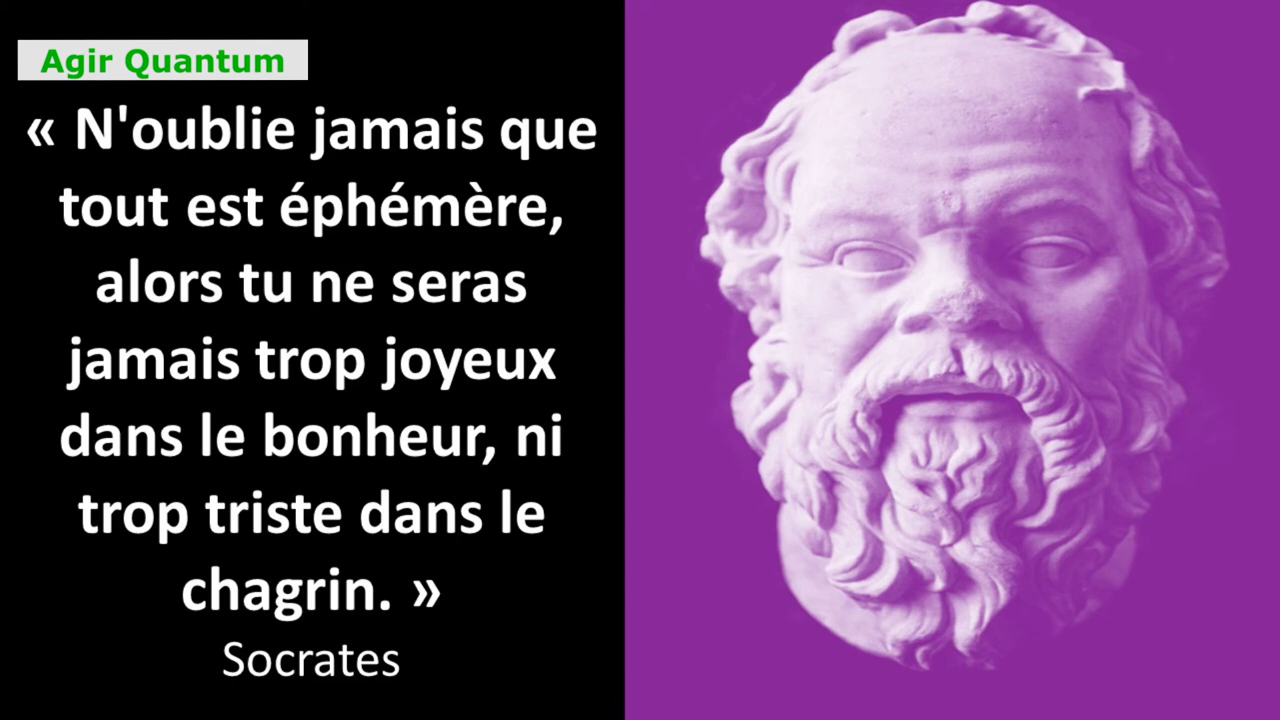 Agir Quantum
« N'oublie jamais que
tout est éphémère,
alors tu ne seras
jamais trop joyeux
dans le bonheur, ni
trop triste dans le
chagrin. »
Socrates